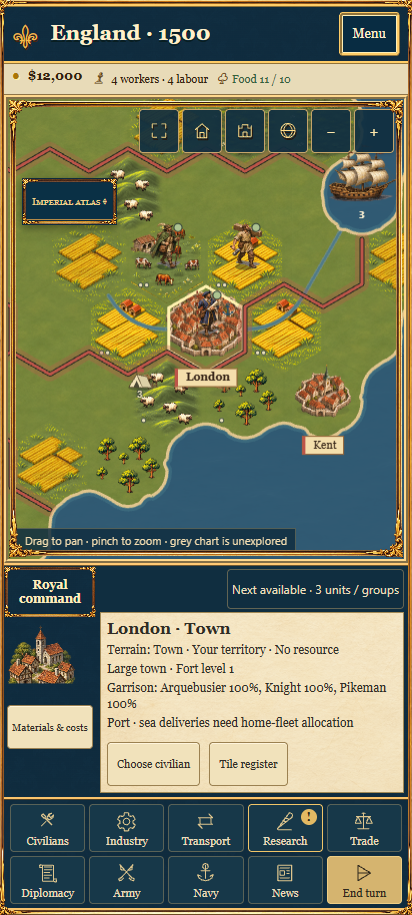 England · 1500
Menu
$12,000
4 workers · 4 labour
Food 11 / 10
Imperial atlas
3
London
Kent
Drag to pan · pinch to zoom · grey chart is unexplored
Royal
command
Next available · 3 units / groups
London · Town
Terrain: Town · Your territory · No resource
Large town · Fort level 1
Garrison: Arquebusier 100%, Knight 100%, Pikeman
100%
Port · sea deliveries need home-fleet allocation
Materials & costs
Choose civilian
Tile register
Civilians
Industry
Transport
!
Research
Trade
Diplomacy
Army
Navy
News
End turn